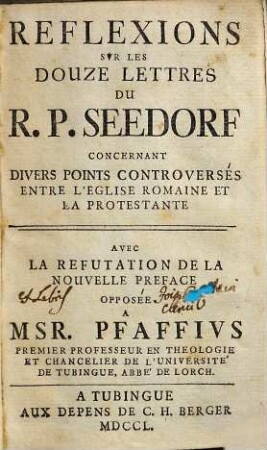 REFLEXIONS
SVR LES
DOUZE LETTRES
DU
R. P. SEEDORF
CONCERNANT
DIVERS POINTS CONTROVERSÉS
ENTRE L'EGLISE ROMAINE ET
LA PROTESTANTE
AVEC
LA REFUTATION DE LA
NOUVELLE PREFACE
OPPOSÉE
A
MSR. PFAFFIVS
PREMIER PROFESSEUR EN THEOLOGIE
ET CHANCELIER DE L'UNIVERSITÉ
DE TUBINGUE, ABBE' DE LORCH.
A TUBINGUE
AUX DEPENS DE C. H. BERGER
MDCCL.